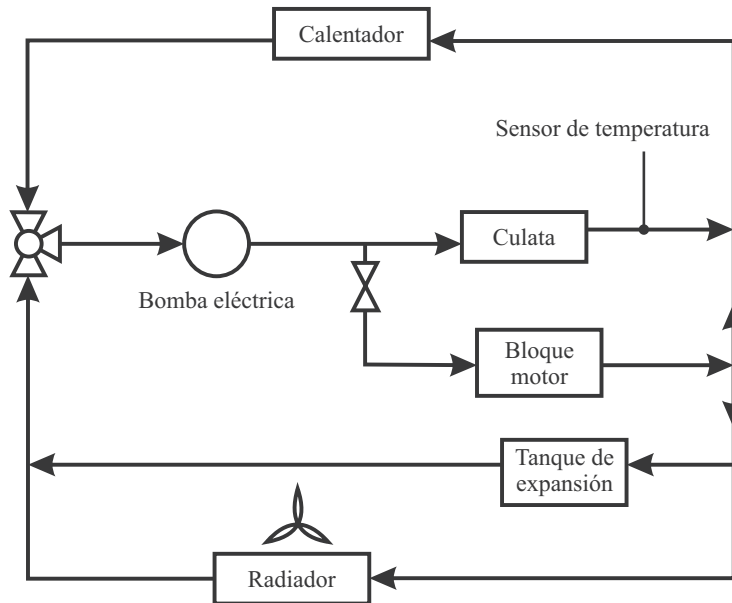 Calentador
Sensor de temperatura
Culata
Bomba eléctrica
Bloque
motor
Tanque de
expansión
Radiador